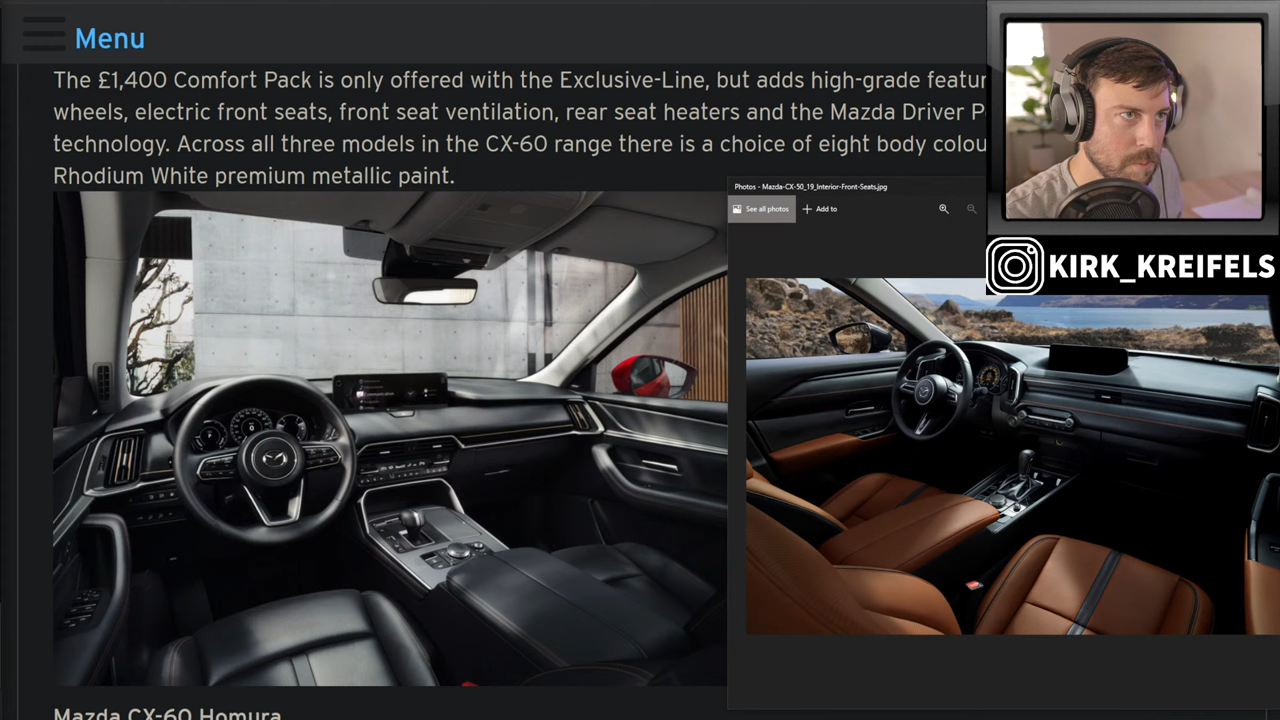 Menu
The £1,400 Comfort Pack is only offered with the Exclusive-Line, but adds high-grade featur
wheels, electric front seats, front seat ventilation, rear seat heaters and the Mazda Driver P
technology. Across all three models in the CX-60 range there is a choice of eight body colou
Rhodium White premium metallic paint.
Photos - Mazda-CX-50_19_Interior-Front-Seats.jpg
See all photos
Add to
KIRK_KREIFELS
Mazda CX-60 Homura